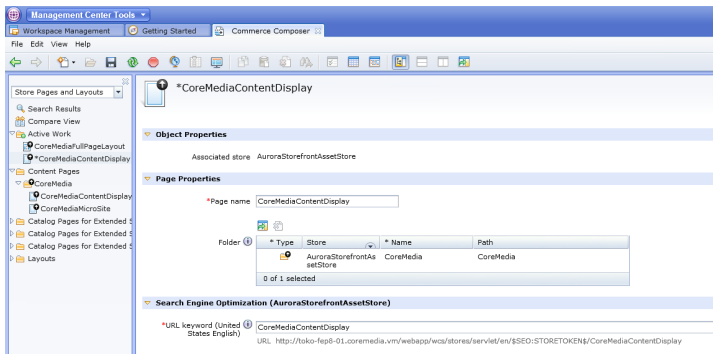 Management Center Tools
Workspace Management
Getting Started
Commerce Composer
File Edit View Help
Store Pages and Layouts
Search Results
Compare View
Active Work
CoreMediaFullPageLayout
*CoreMediaContentDisplay
Content Pages
CoreMedia
CoreMediaContentDisplay
CoreMediaMicroSite
Catalog Pages for Extended S
Catalog Pages for Extended S
Catalog Pages for Extended S
Layouts
*CoreMediaContentDisplay
Object Properties
Associated store AuroraStorefrontAssetStore
Page Properties
*Page name CoreMediaContentDisplay
Folder
* Type Store * Name Path
AuroraStorefrontAs
setStore CoreMedia CoreMedia
0 of 1 selected
Search Engine Optimization (AuroraStorefrontAssetStore)
*URL keyword (United
States English)
CoreMediaContentDisplay
URL http://toko-fep8-01.coremedia.vm/webapp/wcs/stores/servlet/en/$SEO:STORETOKEN$/CoreMediaContentDisplay